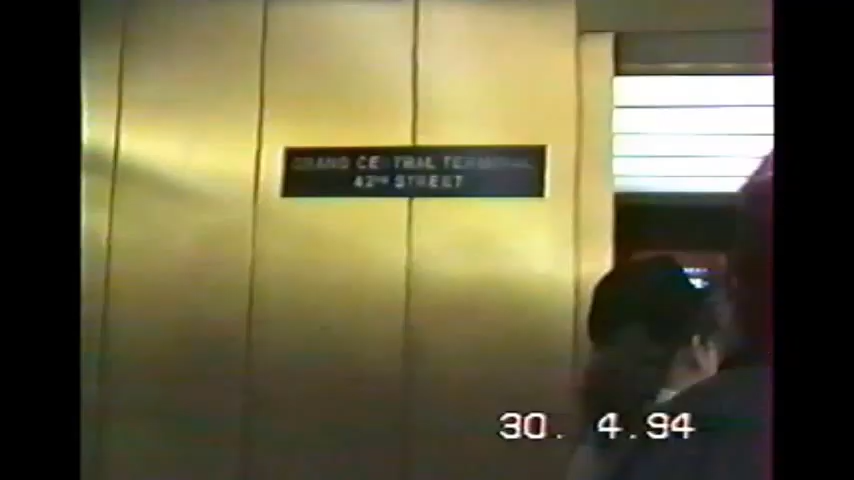 GRAND CENTRAL TERMINAL
42ND STREET
30. 4.94